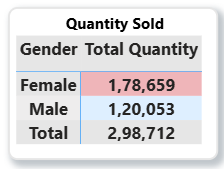 Quantity Sold
Gender Total Quantity
Female 1,78,659
Male 1,20,053
Total 2,98,712